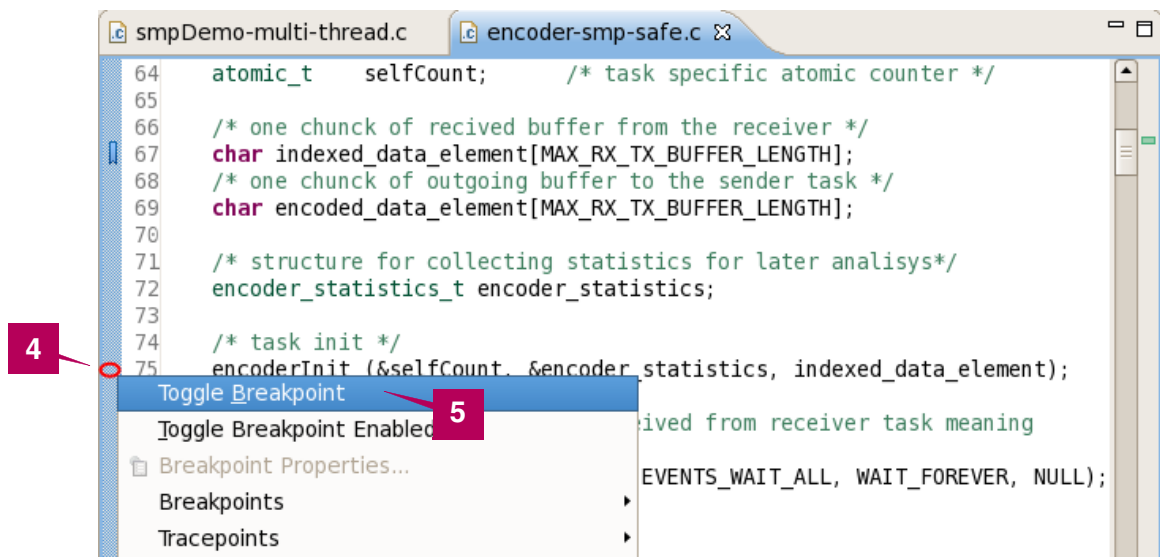 smpDemo-multi-thread.c encoder-smp-safe.c
64 atomic_t selfCount; /* task specific atomic counter */
65
66 /* one chunck of recived buffer from the receiver */
67 char indexed_data_element[MAX_RX_TX_BUFFER_LENGTH];
68 /* one chunck of outgoing buffer to the sender task */
69 char encoded_data_element[MAX_RX_TX_BUFFER_LENGTH];
70
71 /* structure for collecting statistics for later analisys*/
72 encoder_statistics_t encoder_statistics;
73
74 /* task init */
4
75 encoderInit (&selfCount, &encoder_statistics, indexed_data_element);
Toggle Breakpoint
5
Toggle Breakpoint Enabled
ived from receiver task meaning
Breakpoint Properties...
EVENTS_WAIT_ALL, WAIT_FOREVER, NULL);
Breakpoints
Tracepoints